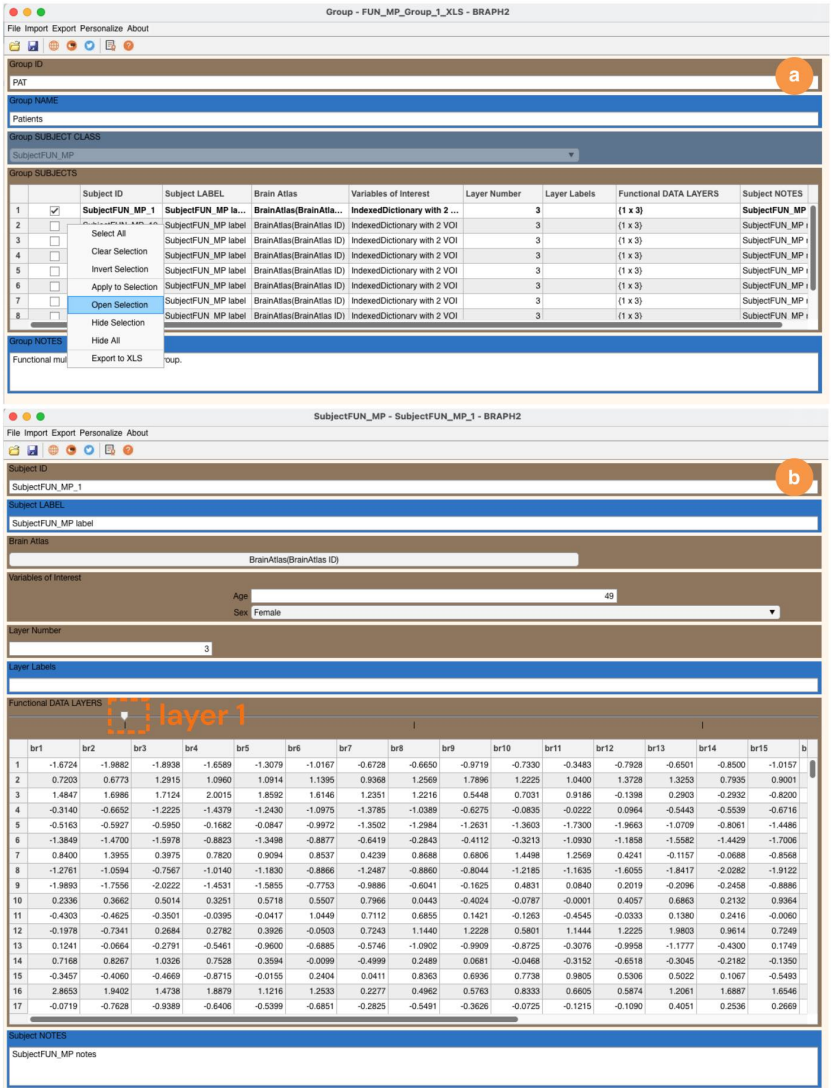 Group - FUN_MP_Group_1_XLS - BRAPH2
File Import Export Personalize About
Group ID
a
PAT
Group NAME
Patients
Group SUBJECT CLASS
SubjectFUN_MP
Group SUBJECTS
Subject ID Subject LABEL Brain Atlas Variables of Interest Layer Number Layer Labels Functional DATA LAYERS Subject NOTES
1 SubjectFUN_MP_1 SubjectFUN_MP la... BrainAtlas(BrainAtla... IndexedDictionary with 2 ... 3 {1 x 3} SubjectFUN_MP
2 SubjectFUN_MP label BrainAtlas(BrainAtlas ID) IndexedDictionary with 2 VOI 3 {1 x 3} SubjectFUN_MP
3 SubjectFUN_MP label BrainAtlas(BrainAtlas ID) IndexedDictionary with 2 VOI 3 {1 x 3} SubjectFUN_MP
4 SubjectFUN_MP label BrainAtlas(BrainAtlas ID) IndexedDictionary with 2 VOI 3 {1 x 3} SubjectFUN_MP
5 SubjectFUN_MP label BrainAtlas(BrainAtlas ID) IndexedDictionary with 2 VOI 3 {1 x 3} SubjectFUN_MP
6 SubjectFUN_MP label BrainAtlas(BrainAtlas ID) IndexedDictionary with 2 VOI 3 {1 x 3} SubjectFUN_MP
7 SubjectFUN_MP label BrainAtlas(BrainAtlas ID) IndexedDictionary with 2 VOI 3 {1 x 3} SubjectFUN_MP
8 SubjectFUN_MP label BrainAtlas(BrainAtlas ID) IndexedDictionary with 2 VOI 3 {1 x 3} SubjectFUN_MP
Select All
Clear Selection
Invert Selection
Apply to Selection
Open Selection
Hide Selection
Hide All
Export to XLS
Group NOTES
Functional mul roup.
SubjectFUN_MP - SubjectFUN_MP_1 - BRAPH2
File Import Export Personalize About
Subject ID
b
SubjectFUN_MP_1
Subject LABEL
SubjectFUN_MP label
Brain Atlas
BrainAtlas(BrainAtlas ID)
Variables of Interest
Age 49
Sex Female
Layer Number
3
Layer Labels
Functional DATA LAYERS
layer 1
br1 br2 br3 br4 br5 br6 br7 br8 br9 br10 br11 br12 br13 br14 br15 b
1 -1.6724 -1.9882 -1.8938 -1.6589 -1.3079 -1.0167 -0.6728 -0.6650 -0.9719 -0.7330 -0.3483 -0.7928 -0.6501 -0.8500 -1.0157
2 0.7203 0.6773 1.2915 1.0960 1.0914 1.1395 0.9368 1.2569 1.7896 1.2225 1.0400 1.3728 1.3253 0.7935 0.9001
3 1.4847 1.6986 1.7124 2.0015 1.8592 1.6146 1.2351 1.2216 0.5448 0.7031 0.9186 -0.1398 0.2903 -0.2932 -0.8200
4 -0.3140 -0.6652 -1.2225 -1.4379 -1.2430 -1.0975 -1.3785 -1.0389 -0.6275 -0.0835 -0.0222 0.0964 -0.5443 -0.5539 -0.6716
5 -0.5163 -0.5927 -0.5950 -0.1682 -0.0847 -0.9972 -1.3502 -1.2984 -1.2631 -1.3603 -1.7300 -1.9663 -1.0709 -0.8061 -1.4486
6 -1.3849 -1.4700 -1.5978 -0.8823 -1.3498 -0.8877 -0.6419 -0.2843 -0.4112 -0.3213 -1.0930 -1.1858 -1.5582 -1.4429 -1.7006
7 0.8400 1.3955 0.3975 0.7820 0.9094 0.8537 0.4239 0.8688 0.6806 1.4498 1.2569 0.4241 -0.1157 -0.0688 -0.8568
8 -1.2761 -1.0594 -0.7567 -1.0140 -1.1830 -0.8866 -1.2487 -0.8860 -0.8044 -1.2185 -1.1635 -1.6055 -1.8417 -2.0282 -1.9122
9 -1.9893 -1.7556 -2.0222 -1.4531 -1.5855 -0.7753 -0.9886 -0.6041 -0.1625 0.4831 0.0840 0.2019 -0.2096 -0.2458 -0.8886
10 0.2336 0.3662 0.5014 0.3251 0.5718 0.5507 0.7966 0.0443 -0.4024 -0.0787 -0.0001 0.4057 0.6863 0.2132 0.9364
11 -0.4303 -0.4625 -0.3501 -0.0395 -0.0417 1.0449 0.7112 0.6855 0.1421 -0.1263 -0.4545 -0.0333 0.1380 0.2416 -0.0060
12 -0.1978 -0.7341 0.2684 0.2782 0.3926 -0.0503 0.7243 1.1440 1.2228 0.5801 1.1444 1.2225 1.9803 0.9614 0.7249
13 0.1241 -0.0664 -0.2791 -0.5461 -0.9600 -0.6885 -0.5746 -1.0902 -0.9909 -0.8725 -0.3076 -0.9958 -1.1777 -0.4300 0.1749
14 0.7168 0.8267 1.0326 0.7528 0.3594 -0.0099 -0.4999 0.2489 0.0681 -0.0468 -0.3152 -0.6518 -0.3045 -0.2182 -0.1350
15 -0.3457 -0.4060 -0.4669 -0.8715 -0.0155 0.2404 0.0411 0.8363 0.6936 0.7738 0.9805 0.5306 0.5022 0.1067 -0.5493
16 2.8653 1.9402 1.4738 1.8879 1.1216 1.2533 0.2277 0.4962 0.5763 0.8333 0.6605 0.5874 1.2061 1.6887 1.6546
17 -0.0719 -0.7628 -0.9389 -0.6406 -0.5399 -0.6851 -0.2825 -0.5491 -0.3626 -0.0725 -0.1215 -0.1090 0.4051 0.2536 0.2669
Subject NOTES
SubjectFUN_MP notes